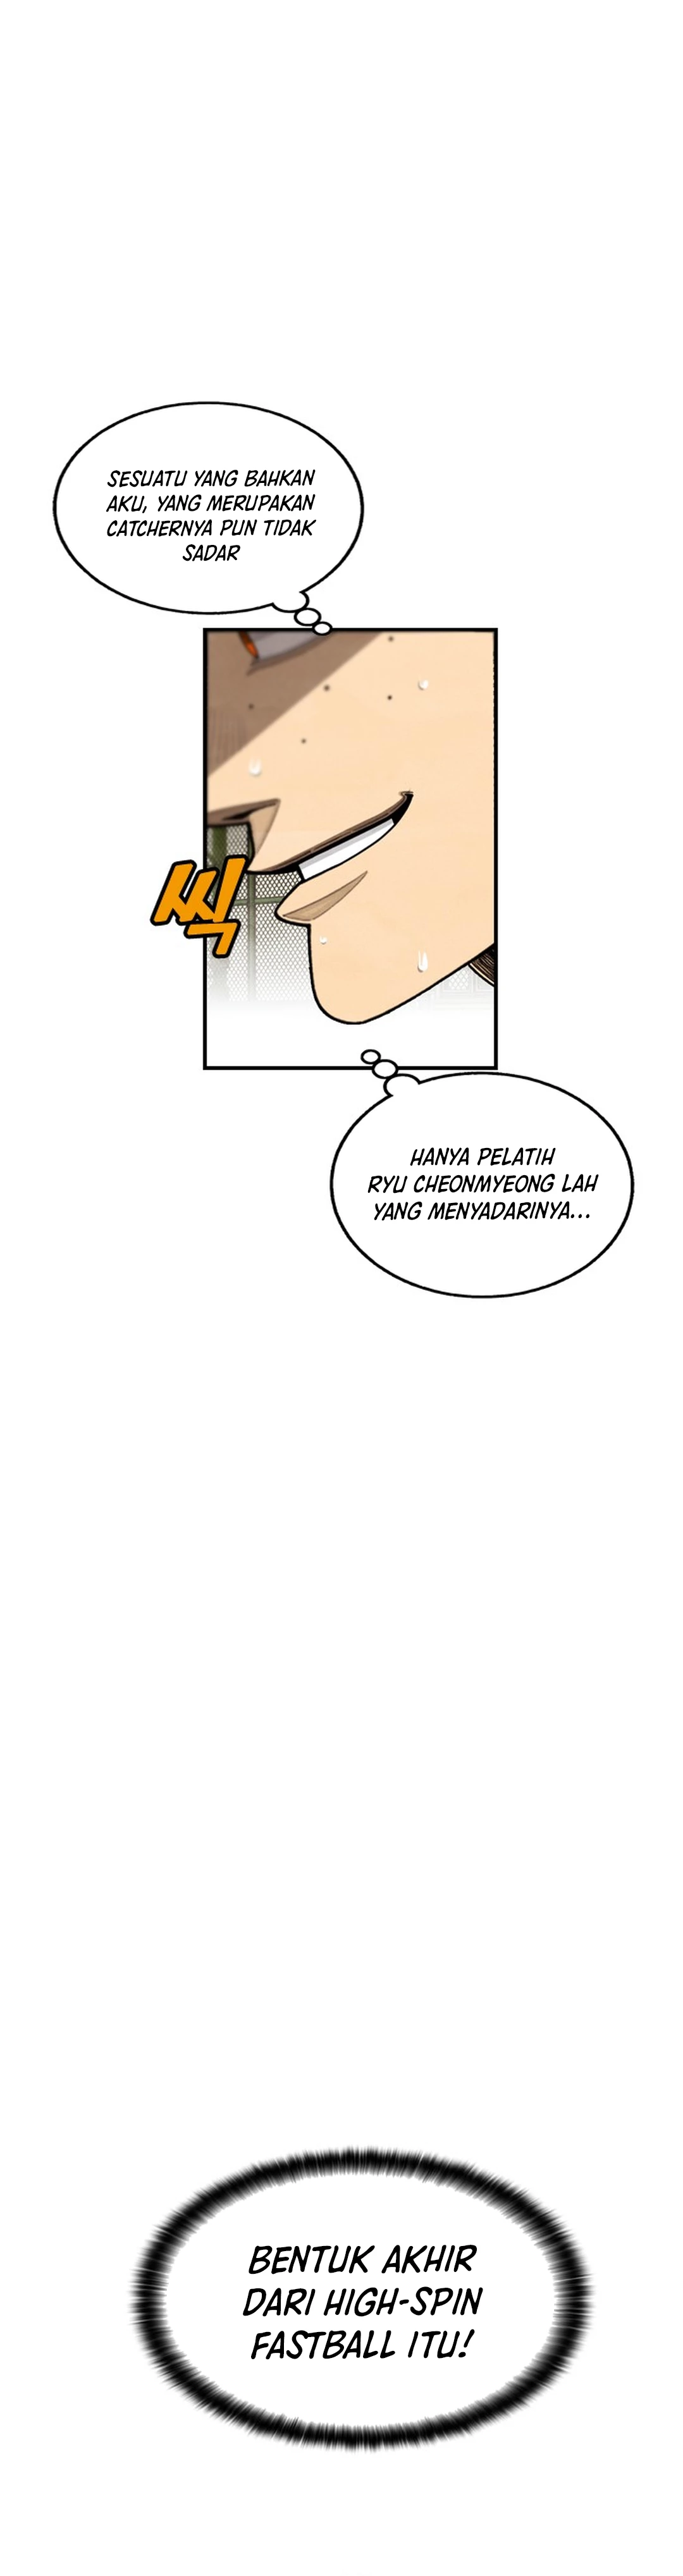 SESUATU YANG BAHKAN
AKU, YANG MERUPAKAN
CATCHERNYA PUN TIDAK
SADAR
씩
HANYA PELATIH
RYU CHEONMYEONG LAH
YANG MENYADARINYA...
BENTUK AKHIR
DARI HIGH-SPIN
FASTBALL ITU!